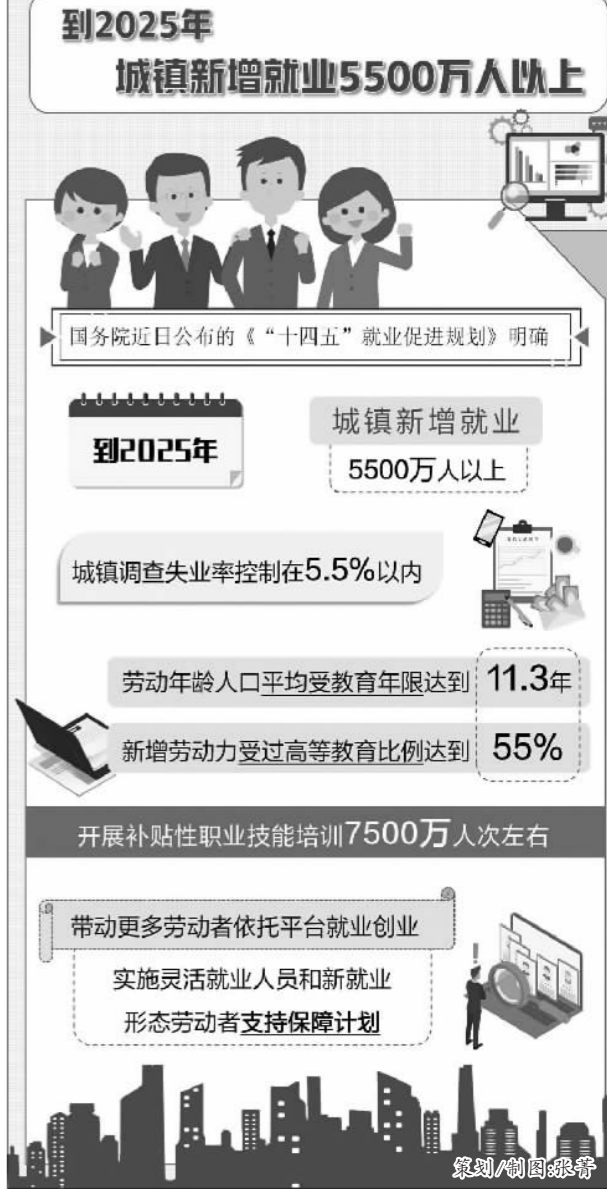 到2025年
城镇新增就业5500万人以上
国务院近日公布的《“十四五”就业促进规划》明确
到2025年
城镇新增就业
5500万人以上
城镇调查失业率控制在5.5%以内
劳动年龄人口平均受教育年限达到 11.3年
新增劳动力受过高等教育比例达到 55%
开展补贴性职业技能培训7500万人次左右
带动更多劳动者依托平台就业创业
实施灵活就业人员和新就业
形态劳动者支持保障计划
策划/制图:张菁